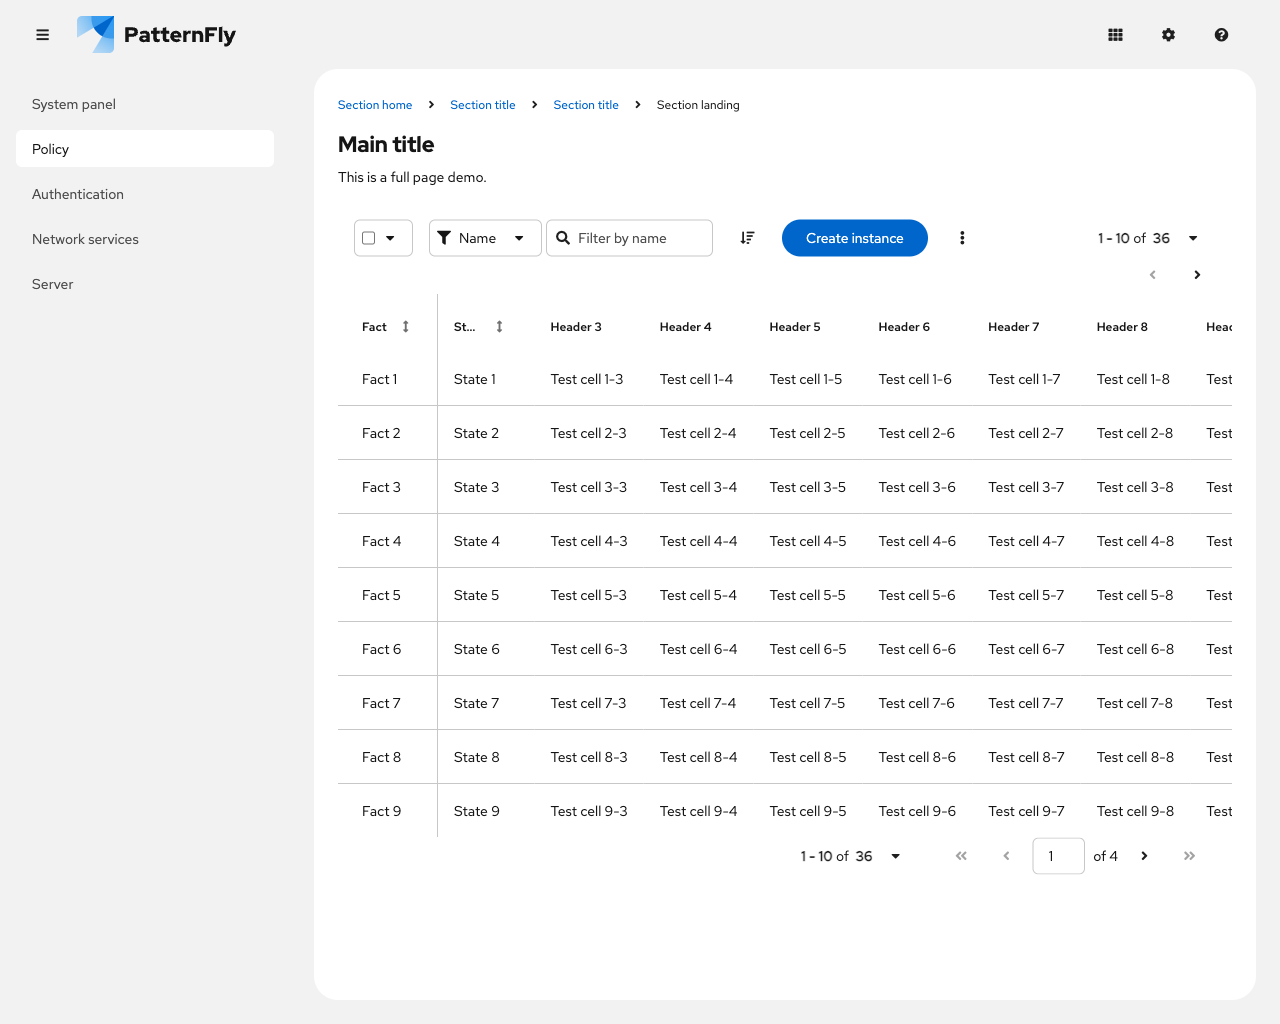 PatternFly
System panel
Policy
Authentication
Network services
Server
Section home Section title Section title Section landing
Main title
This is a full page demo.
Name Filter by name Create instance 1 - 10 of 36
Fact St... Header 3 Header 4 Header 5 Header 6 Header 7 Header 8
Fact 1 State 1 Test cell 1-3 Test cell 1-4 Test cell 1-5 Test cell 1-6 Test cell 1-7 Test cell 1-8 Test
Fact 2 State 2 Test cell 2-3 Test cell 2-4 Test cell 2-5 Test cell 2-6 Test cell 2-7 Test cell 2-8 Test
Fact 3 State 3 Test cell 3-3 Test cell 3-4 Test cell 3-5 Test cell 3-6 Test cell 3-7 Test cell 3-8 Test
Fact 4 State 4 Test cell 4-3 Test cell 4-4 Test cell 4-5 Test cell 4-6 Test cell 4-7 Test cell 4-8 Test
Fact 5 State 5 Test cell 5-3 Test cell 5-4 Test cell 5-5 Test cell 5-6 Test cell 5-7 Test cell 5-8 Test
Fact 6 State 6 Test cell 6-3 Test cell 6-4 Test cell 6-5 Test cell 6-6 Test cell 6-7 Test cell 6-8 Test
Fact 7 State 7 Test cell 7-3 Test cell 7-4 Test cell 7-5 Test cell 7-6 Test cell 7-7 Test cell 7-8 Test
Fact 8 State 8 Test cell 8-3 Test cell 8-4 Test cell 8-5 Test cell 8-6 Test cell 8-7 Test cell 8-8 Test
Fact 9 State 9 Test cell 9-3 Test cell 9-4 Test cell 9-5 Test cell 9-6 Test cell 9-7 Test cell 9-8 Test
1 - 10 of 36 1 of 4